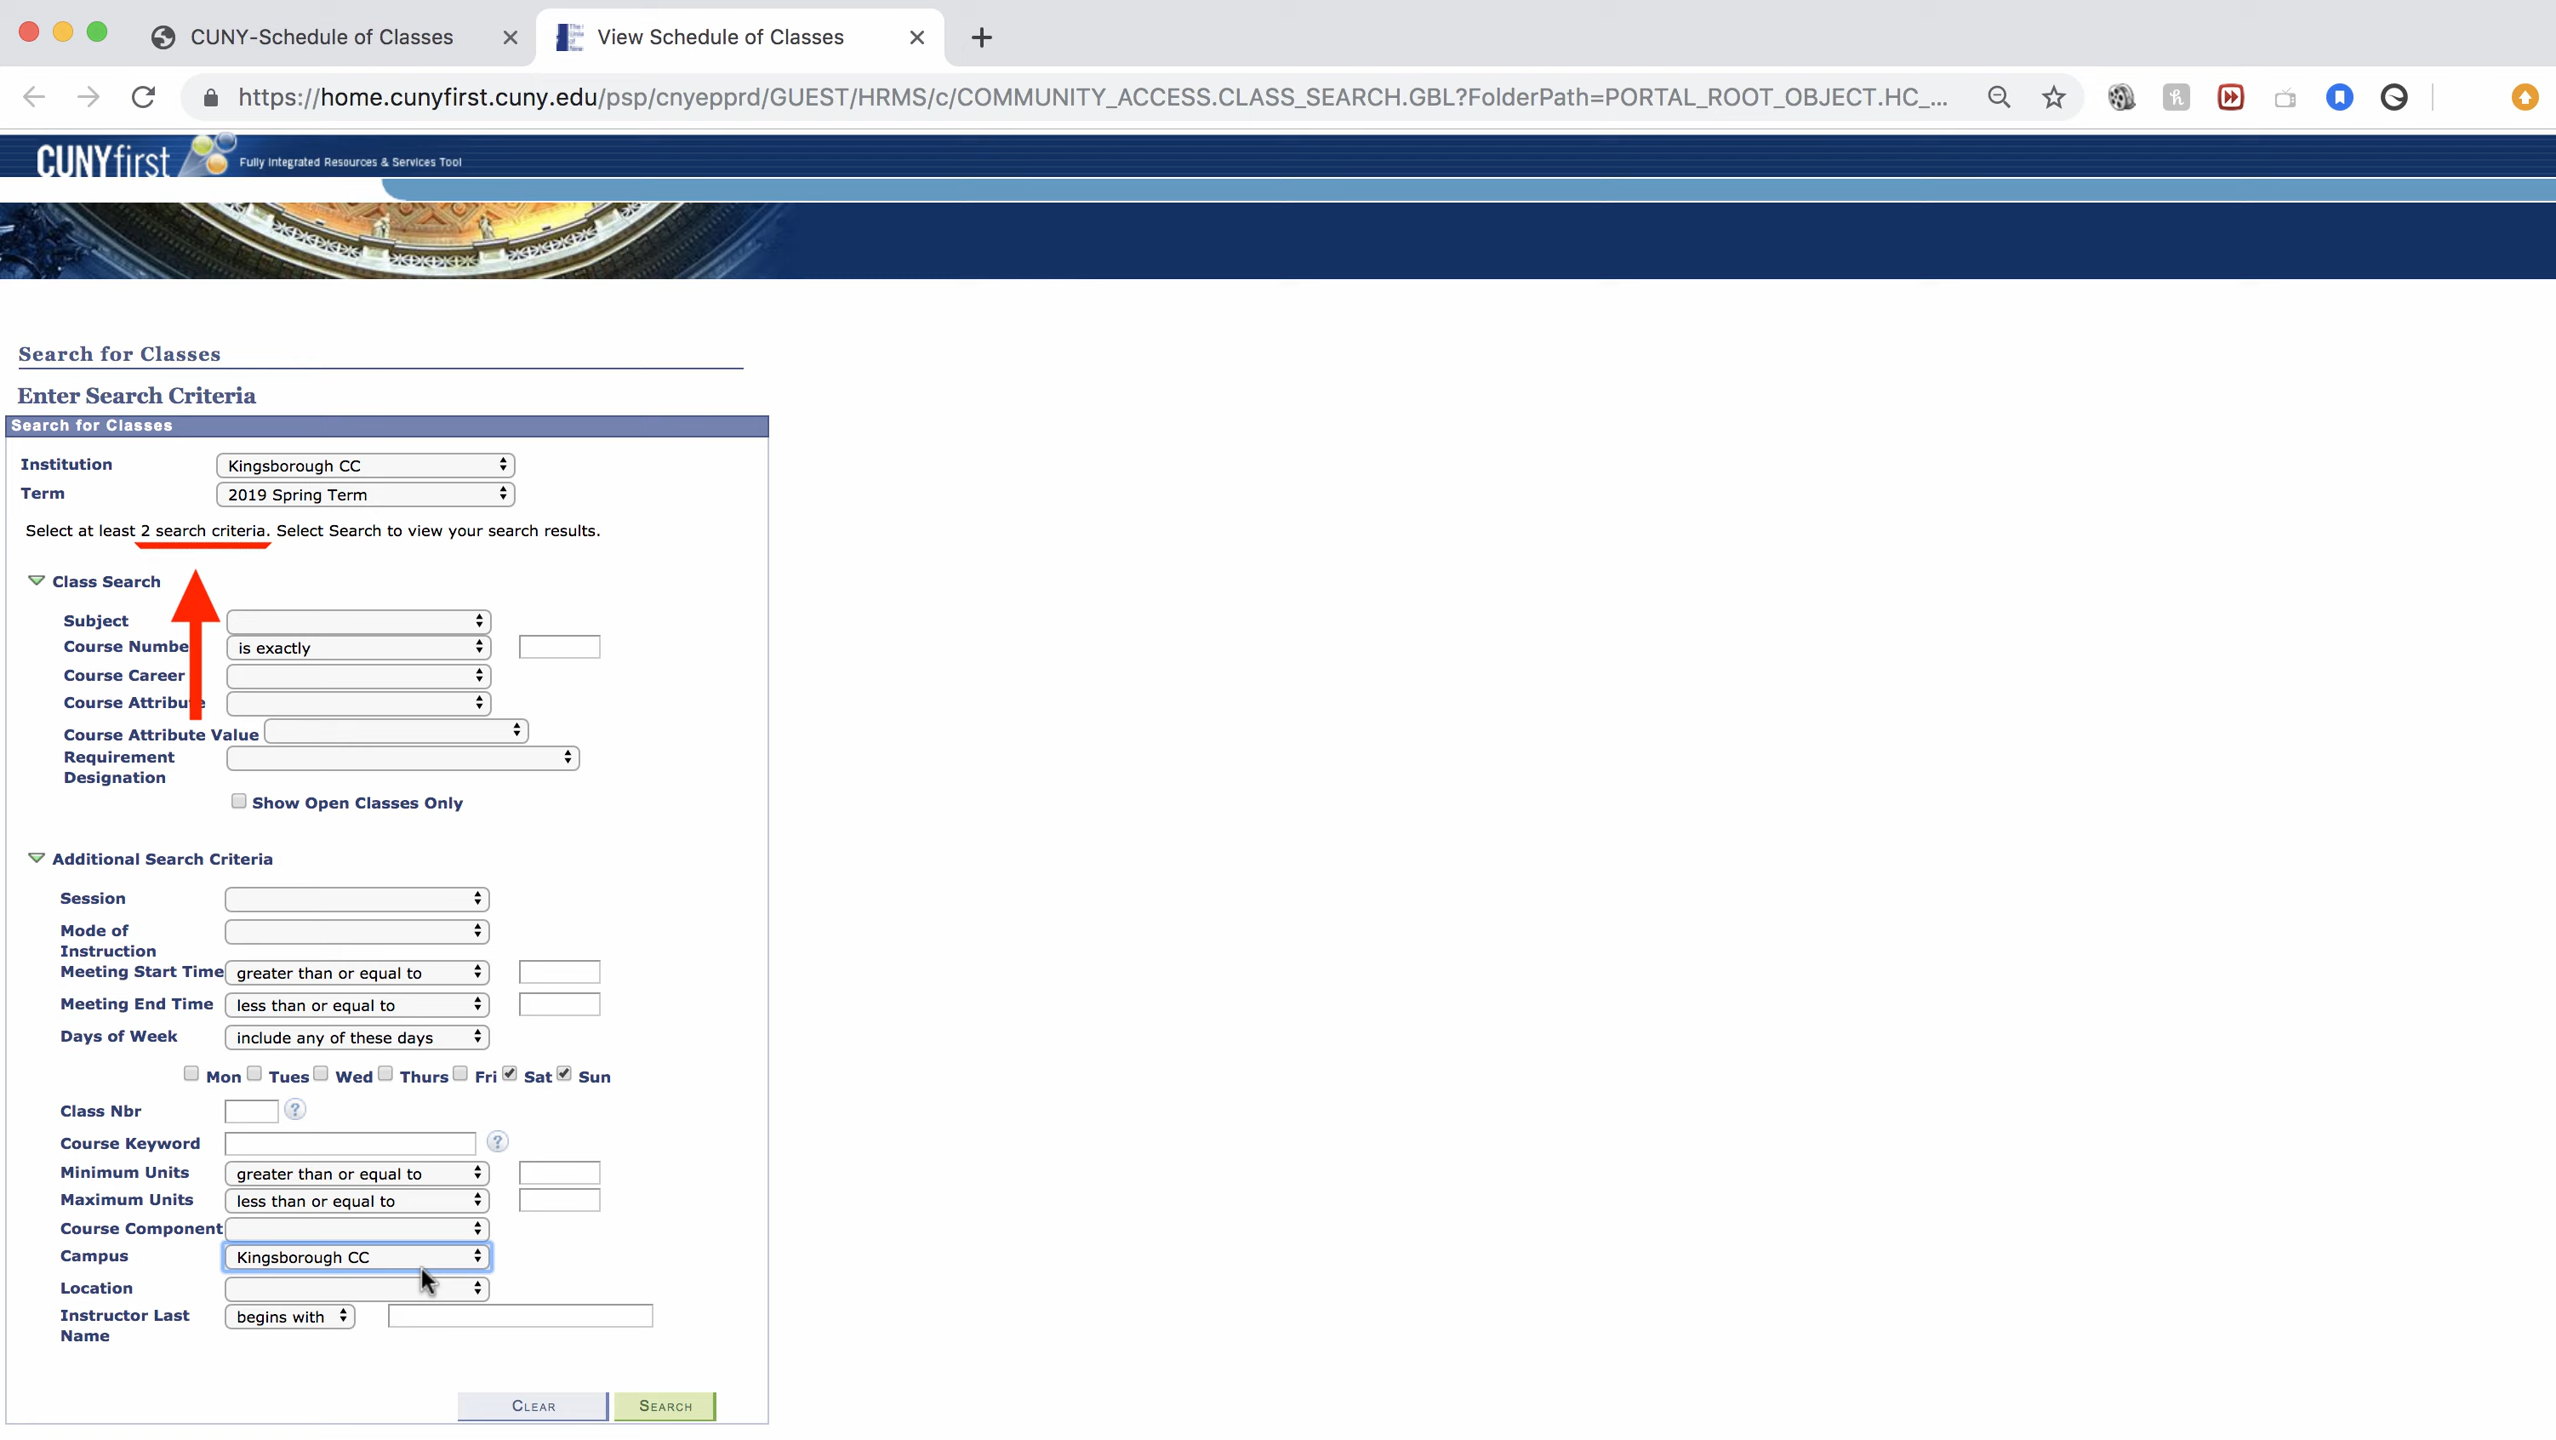 CUNY-Schedule of Classes
View Schedule of Classes
https://home.cunyfirst.cuny.edu/psp/cnyepprd/GUEST/HRMS/c/COMMUNITY_ACCESS.CLASS_SEARCH.GBL?FolderPath=PORTAL_ROOT_OBJECT.HC_...
CUNYfirst Fully Integrated Resources & Services Tool
Search for Classes
Enter Search Criteria
Search for Classes
Institution Kingsborough CC
Term 2019 Spring Term
Select at least 2 search criteria. Select Search to view your search results.
Class Search
Subject
Course Number is exactly
Course Career
Course Attribute
Course Attribute Value
Requirement
Designation
Show Open Classes Only
Additional Search Criteria
Session
Mode of
Instruction
Meeting Start Time greater than or equal to
Meeting End Time less than or equal to
Days of Week include any of these days
Mon Tues Wed Thurs Fri Sat Sun
Class Nbr ?
Course Keyword ?
Minimum Units greater than or equal to
Maximum Units less than or equal to
Course Component
Campus Kingsborough CC
Location
Instructor Last begins with
Name
CLEAR SEARCH